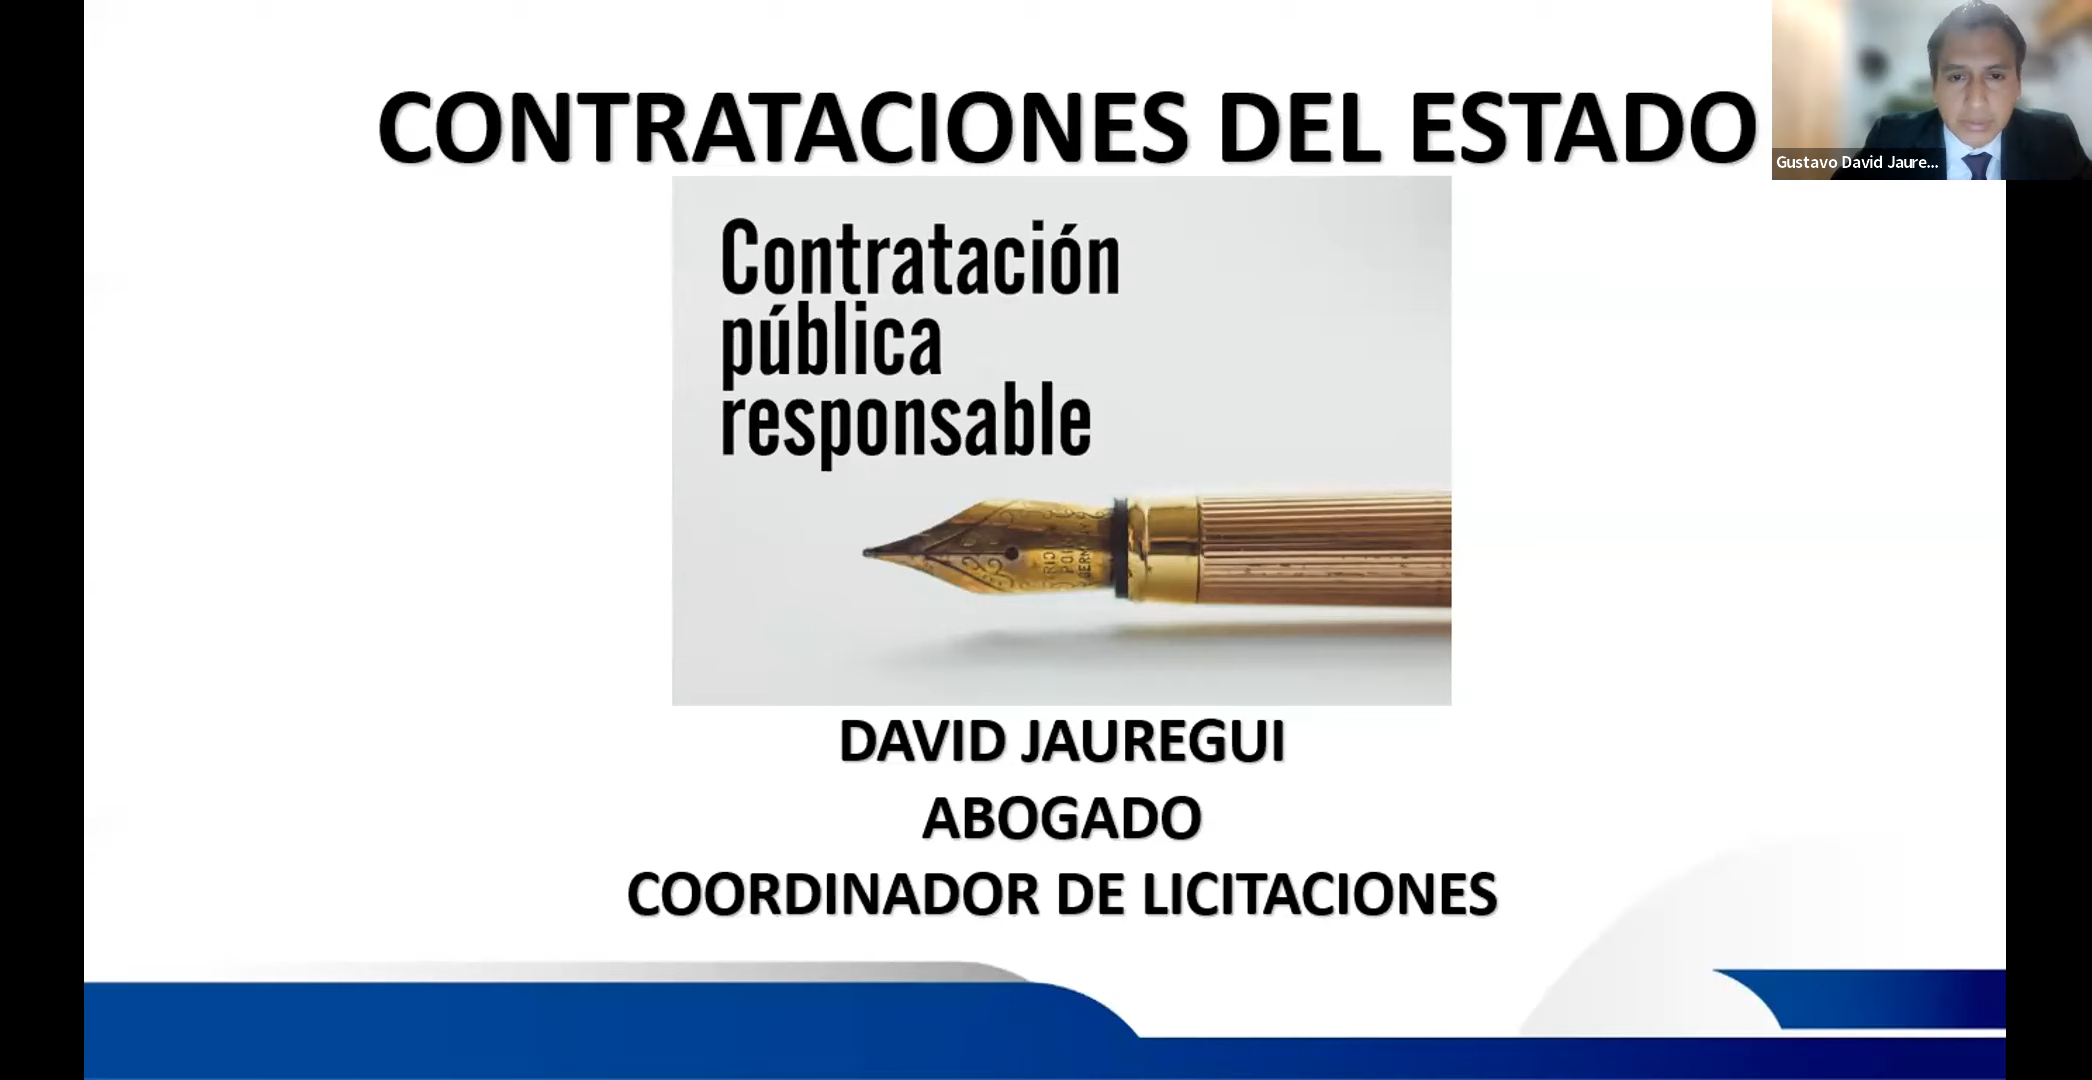 CONTRATACIONES DEL ESTADO
Gustavo David Jaure...
Contratación
pública
responsable
DAVID JAUREGUI
ABOGADO
COORDINADOR DE LICITACIONES